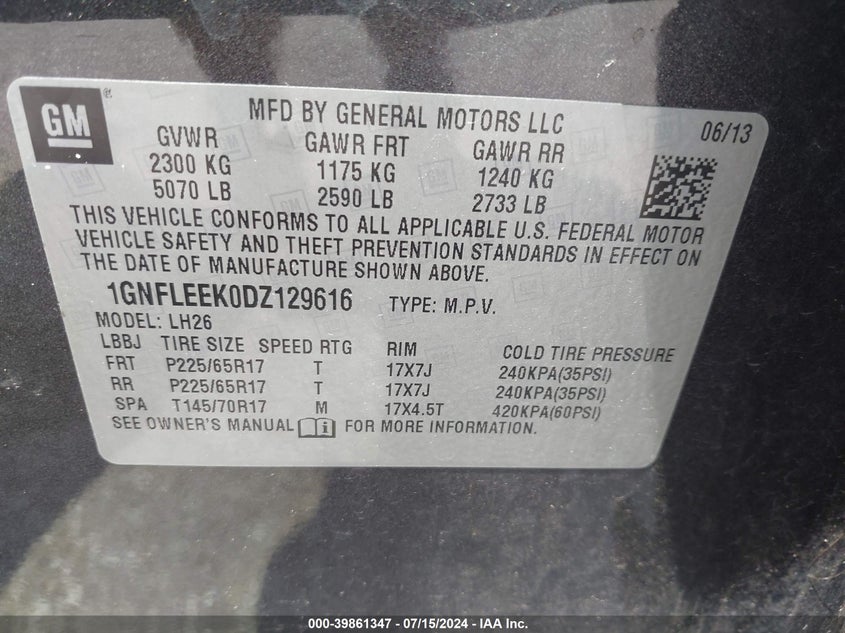 GM ®
MFD BY GENERAL MOTORS LLC
06/13
GVWR GAWR FRT GAWR RR
2300 KG 1175 KG 1240 KG
5070 LB 2590 LB 2733 LB
THIS VEHICLE CONFORMS TO ALL APPLICABLE U.S. FEDERAL MOTOR
VEHICLE SAFETY AND THEFT PREVENTION STANDARDS IN EFFECT ON
THE DATE OF MANUFACTURE SHOWN ABOVE.
1GNFLEEK0DZ129616 TYPE: M.P.V.
MODEL: LH26
LBBJ TIRE SIZE SPEED RTG RIM COLD TIRE PRESSURE
FRT P225/65R17 T 17X7J 240KPA(35PSI)
RR P225/65R17 T 17X7J 240KPA(35PSI)
SPA T145/70R17 M 17X4.5T 420KPA(60PSI)
SEE OWNER'S MANUAL FOR MORE INFORMATION.
000-39861347 / 07/15/2024 - IAA Inc.